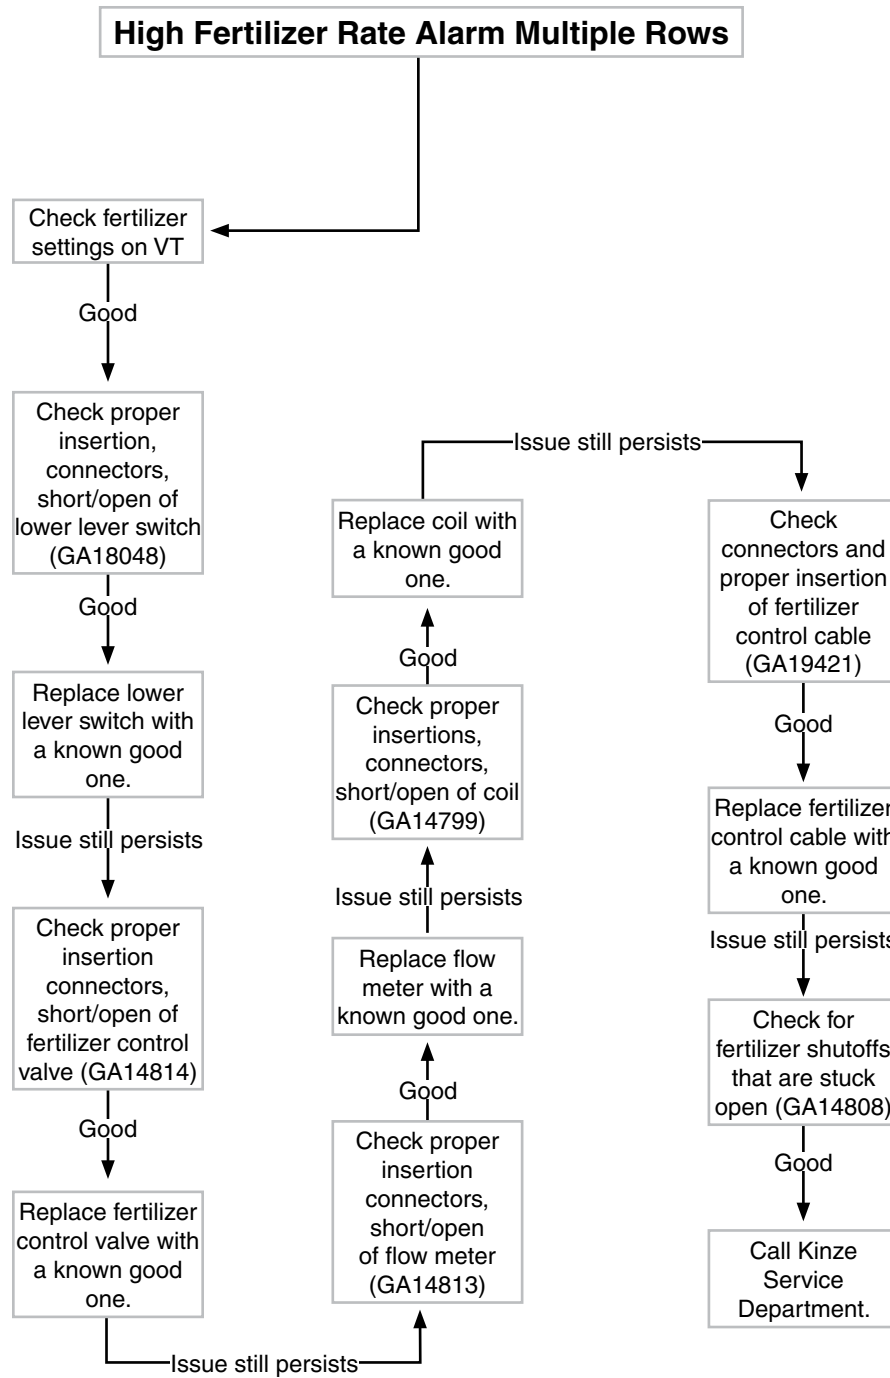 High Fertilizer Rate Alarm Multiple Rows
Check fertilizer
settings on VT
Good
Check proper
insertion,
connectors,
short/open of
lower lever switch
(GA18048)
Good
Replace lower
lever switch with
a known good
one.
Issue still persists
Check proper
insertion
connectors,
short/open of
fertilizer control
valve (GA14814)
Good
Replace fertilizer
control valve with
a known good
one.
Issue still persists
Check proper
insertion
connectors,
short/open
of flow meter
(GA14813)
Good
Replace flow
meter with a
known good one.
Issue still persists
Check proper
insertions,
connectors,
short/open of coil
(GA14799)
Good
Replace coil with
a known good
one.
Issue still persists
Check
connectors and
proper insertion
of fertilizer
control cable
(GA19421)
Good
Replace fertilizer
control cable with
a known good
one.
Issue still persists
Check for
fertilizer shutoffs
that are stuck
open (GA14808)
Good
Call Kinze
Service
Department.